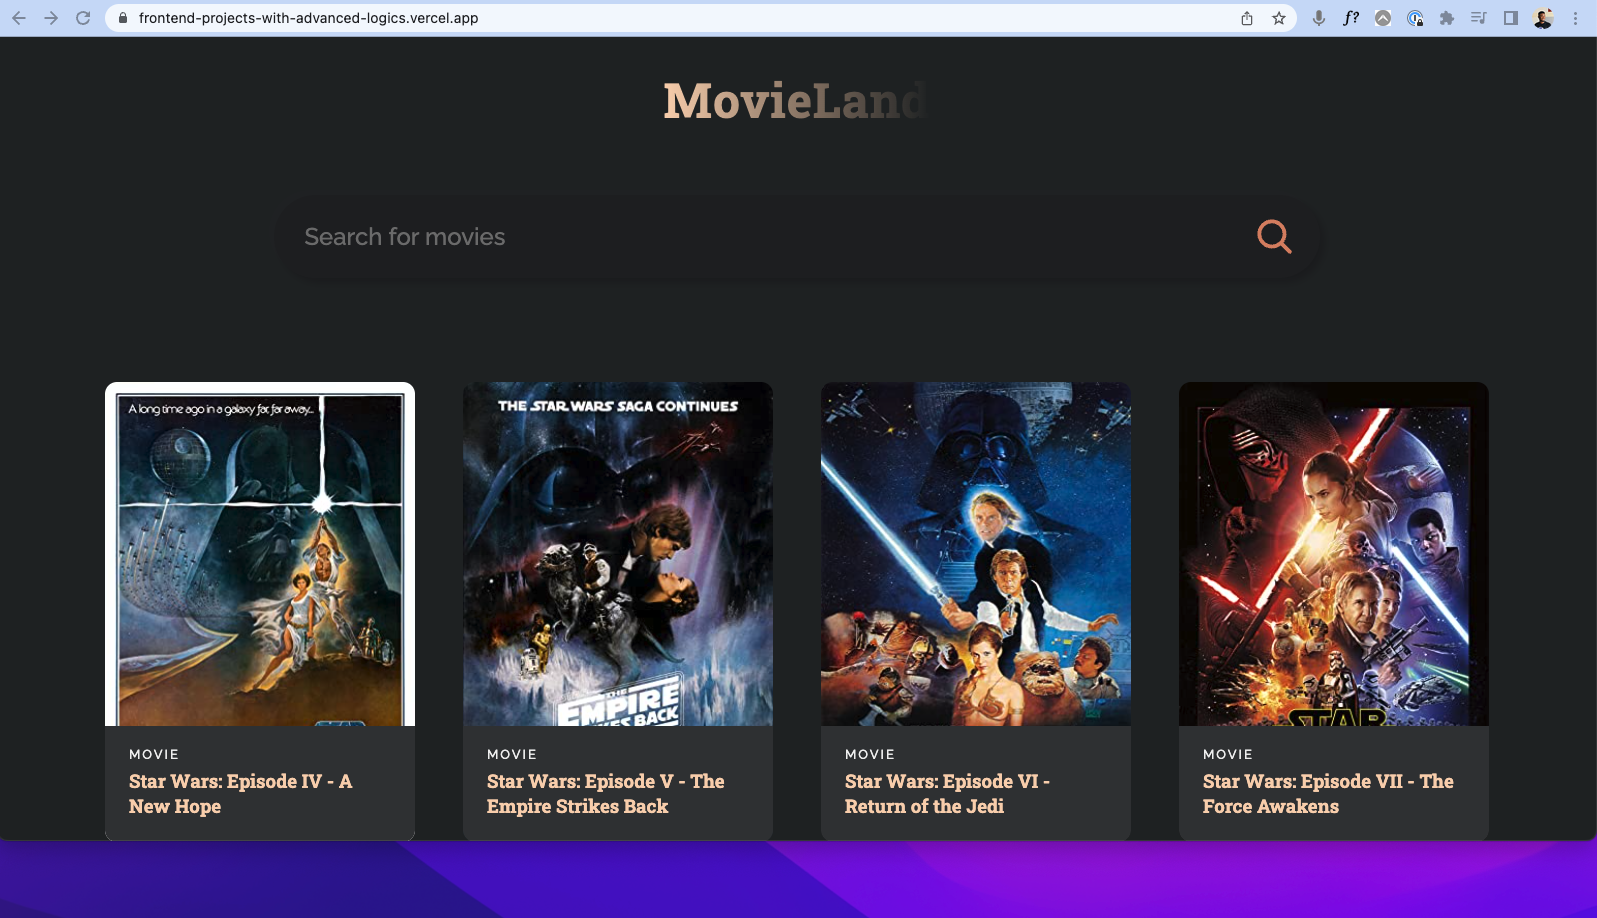 frontend-projects-with-advanced-logics.vercel.app
f?
MovieLand
Search for movies
A long time ago in a galaxy far, far away...
THE STAR WARS SAGA CONTINUES
THE
EMPIRE
KES BACK
STAR
MOVIE
Star Wars: Episode IV - A
New Hope
MOVIE
Star Wars: Episode V - The
Empire Strikes Back
MOVIE
Star Wars: Episode VI -
Return of the Jedi
MOVIE
Star Wars: Episode VII - The
Force Awakens